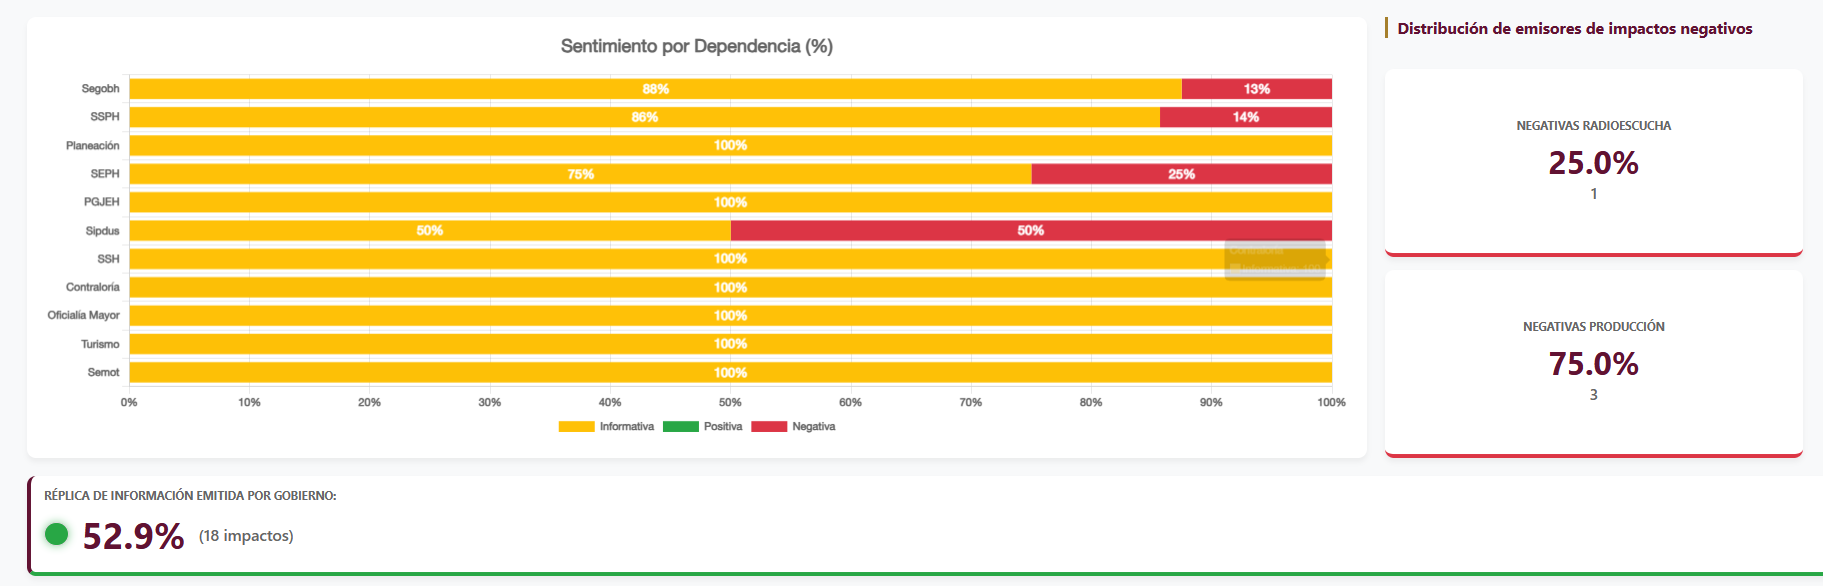 Sentimiento por Dependencia (%)
Segobh 88% 13%
SSPH 86% 14%
Planeación 100%
SEPH 75% 25%
PGJEH 100%
Sipdus 50% 50%
SSH 100%
Contraloría 100%
Oficialía Mayor 100%
Turismo 100%
Semot 100%
0% 10% 20% 30% 40% 50% 60% 70% 80% 90% 100%
Informativa Positiva Negativa
Distribución de emisores de impactos negativos
NEGATIVAS RADIOESCUCHA
25.0%
1
NEGATIVAS PRODUCCIÓN
75.0%
3
RÉPLICA DE INFORMACIÓN EMITIDA POR GOBIERNO:
52.9% (18 impactos)